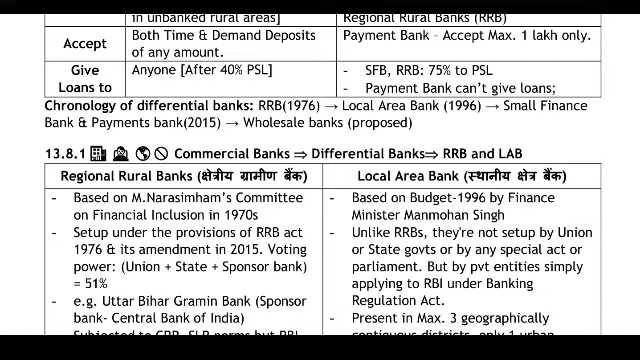 in unbanked rural areas]
Regional Rural Banks (RRB)
Accept
Both Time & Demand Deposits
of any amount.
Payment Bank – Accept Max. 1 lakh only.
Give
Loans to
Anyone [After 40% PSL]
- SFB, RRB: 75% to PSL
- Payment Bank can’t give loans;
Chronology of differential banks: RRB(1976) → Local Area Bank (1996) → Small Finance
Bank & Payments bank(2015) → Wholesale banks (proposed)
13.8.1 Commercial Banks ⇒ Differential Banks⇒ RRB and LAB
Regional Rural Banks (क्षेत्रीय ग्रामीण बैंक)
- Based on M.Narasimham’s Committee
on Financial Inclusion in 1970s
- Setup under the provisions of RRB act
1976 & its amendment in 2015. Voting
power: (Union + State + Sponsor bank)
= 51%
- e.g. Uttar Bihar Gramin Bank (Sponsor
bank- Central Bank of India)
Local Area Bank (स्थानीय क्षेत्र बैंक)
- Based on Budget-1996 by Finance
Minister Manmohan Singh
- Unlike RRBs, they're not setup by Union
or State govts or by any special act or
parliament. But by pvt entities simply
applying to RBI under Banking
Regulation Act.
- Present in Max. 3 geographically